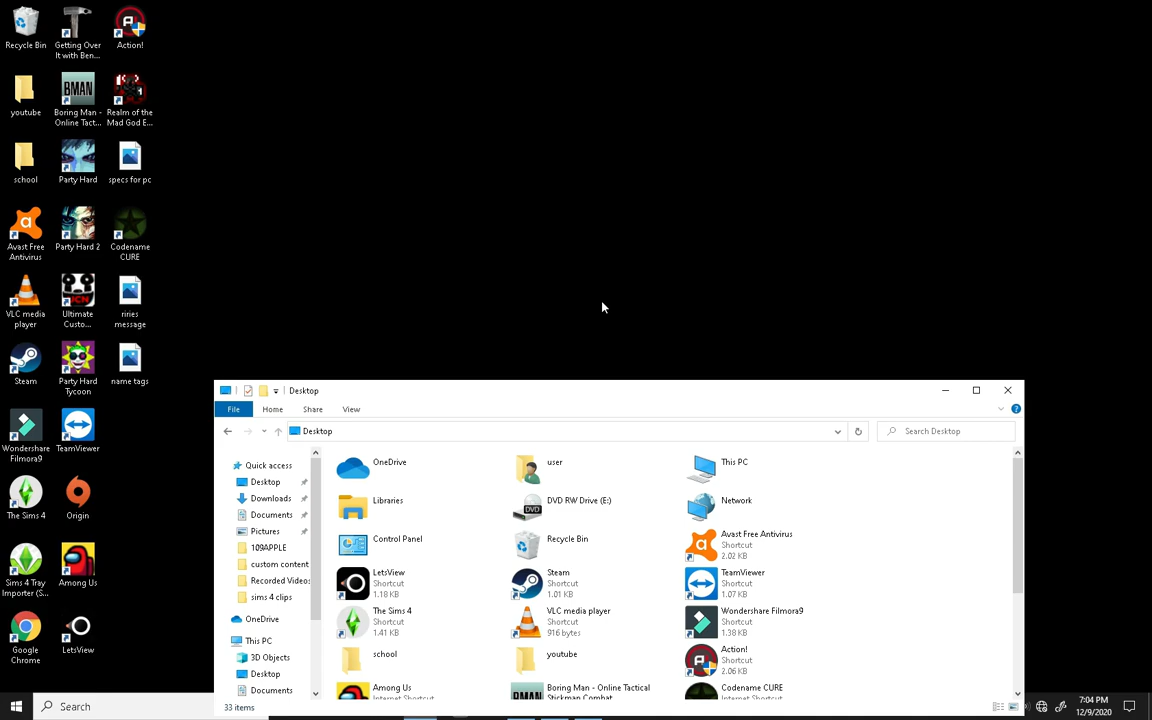 Recycle Bin
Getting Over
It with Ben...
Action!
youtube
BMAN
Boring Man -
Online Tact...
Realm of the
Mad God E...
school
Party Hard
specs for pc
Avast Free
Antivirus
Party Hard 2
Codename
CURE
VLC media
player
UCN
Ultimate
Custo...
riries
message
Steam
Party Hard
Tycoon
name tags
Wondershare
Filmora9
TeamViewer
The Sims 4
Origin
Sims 4 Tray
Importer (S...
Among Us
Google
Chrome
LetsView
Desktop
File
Home
Share
View
Desktop
Search Desktop
Quick access
Desktop
Downloads
Documents
Pictures
109APPLE
custom content
Recorded Videos
sims 4 clips
OneDrive
This PC
3D Objects
Desktop
Documents
OneDrive
user
This PC
Libraries
DVD
DVD RW Drive (E:)
Network
Control Panel
Recycle Bin
Avast Free Antivirus
Shortcut
2.02 KB
LetsView
Shortcut
1.18 KB
Steam
Shortcut
1.01 KB
TeamViewer
Shortcut
1.07 KB
The Sims 4
Shortcut
1.41 KB
VLC media player
Shortcut
916 bytes
Wondershare Filmora9
Shortcut
1.38 KB
school
youtube
Action!
Shortcut
2.06 KB
Among Us
Internet Shortcut
BMAN
Boring Man - Online Tactical
Stickman Combat
Codename CURE
Internet Shortcut
33 items
Search
7:04 PM
12/9/2020